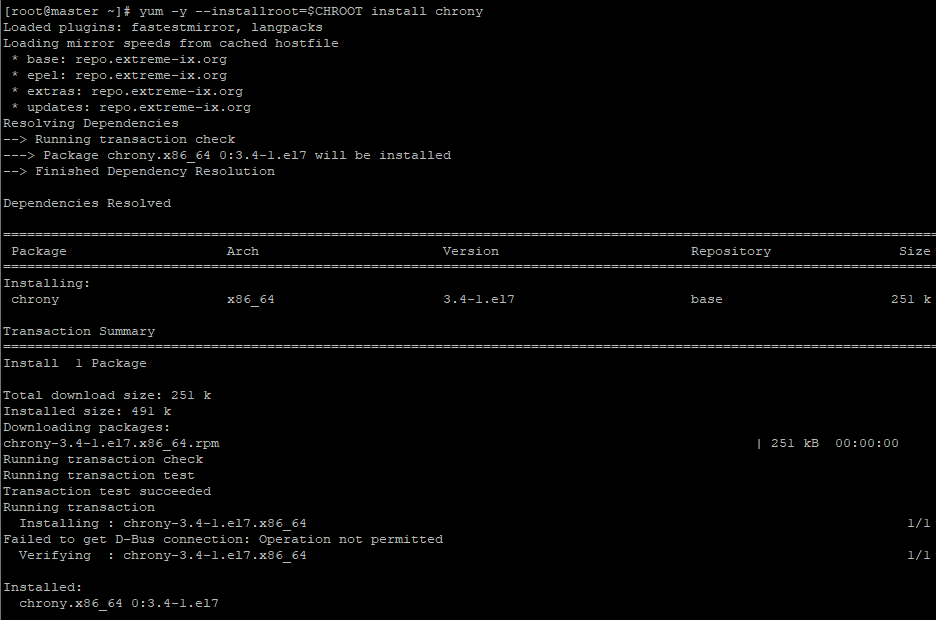 [root@master ~]# yum -y --installroot=$CHROOT install chrony
Loaded plugins: fastestmirror, langpacks
Loading mirror speeds from cached hostfile
 * base: repo.extreme-ix.org
 * epel: repo.extreme-ix.org
 * extras: repo.extreme-ix.org
 * updates: repo.extreme-ix.org
Resolving Dependencies
--> Running transaction check
---> Package chrony.x86_64 0:3.4-1.el7 will be installed
--> Finished Dependency Resolution

Dependencies Resolved

=====================================================================================================================
 Package                    Arch                       Version                        Repository                Size
=====================================================================================================================
Installing:
 chrony                     x86_64                     3.4-1.el7                      base                     251 k

Transaction Summary
=====================================================================================================================
Install  1 Package

Total download size: 251 k
Installed size: 491 k
Downloading packages:
chrony-3.4-1.el7.x86_64.rpm                                                                   | 251 kB  00:00:00
Running transaction check
Running transaction test
Transaction test succeeded
Running transaction
  Installing : chrony-3.4-1.el7.x86_64                                                                           1/1
Failed to get D-Bus connection: Operation not permitted
  Verifying  : chrony-3.4-1.el7.x86_64                                                                           1/1

Installed:
  chrony.x86_64 0:3.4-1.el7